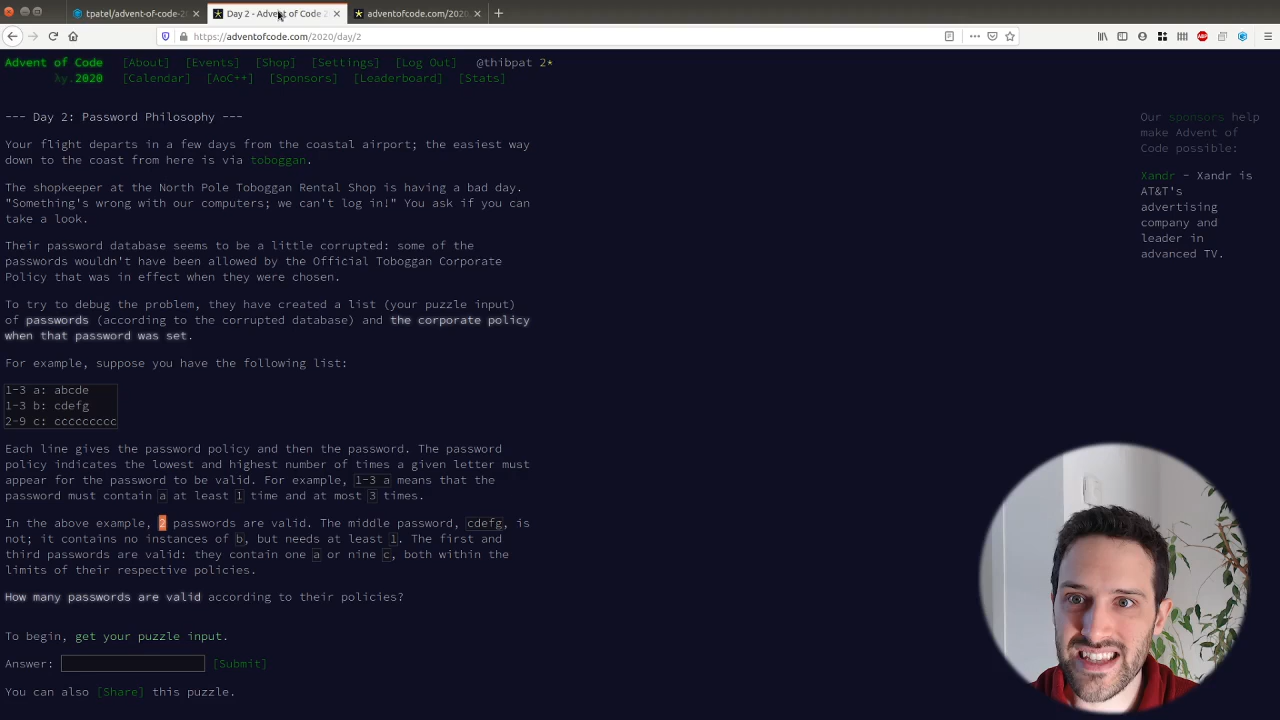 tpatel/advent-of-code-2
Day 2 - Advent of Code 2
adventofcode.com/2020
https://adventofcode.com/2020/day/2
Advent of Code [About] [Events] [Shop] [Settings] [Log Out] @thibpat 2*
λy.2020 [Calendar] [AoC++] [Sponsors] [Leaderboard] [Stats]
--- Day 2: Password Philosophy ---
Your flight departs in a few days from the coastal airport; the easiest way
down to the coast from here is via toboggan.
The shopkeeper at the North Pole Toboggan Rental Shop is having a bad day.
"Something's wrong with our computers; we can't log in!" You ask if you can
take a look.
Their password database seems to be a little corrupted: some of the
passwords wouldn't have been allowed by the Official Toboggan Corporate
Policy that was in effect when they were chosen.
To try to debug the problem, they have created a list (your puzzle input)
of passwords (according to the corrupted database) and the corporate policy
when that password was set.
For example, suppose you have the following list:
1-3 a: abcde
1-3 b: cdefg
2-9 c: ccccccccc
Each line gives the password policy and then the password. The password
policy indicates the lowest and highest number of times a given letter must
appear for the password to be valid. For example, 1-3 a means that the
password must contain a at least 1 time and at most 3 times.
In the above example, 2 passwords are valid. The middle password, cdefg, is
not; it contains no instances of b, but needs at least 1. The first and
third passwords are valid: they contain one a or nine c, both within the
limits of their respective policies.
How many passwords are valid according to their policies?
To begin, get your puzzle input.
Answer: [Submit]
You can also [Share] this puzzle.
Our sponsors help
make Advent of
Code possible:
Xandr - Xandr is
AT&T's
advertising
company and
leader in
advanced TV.